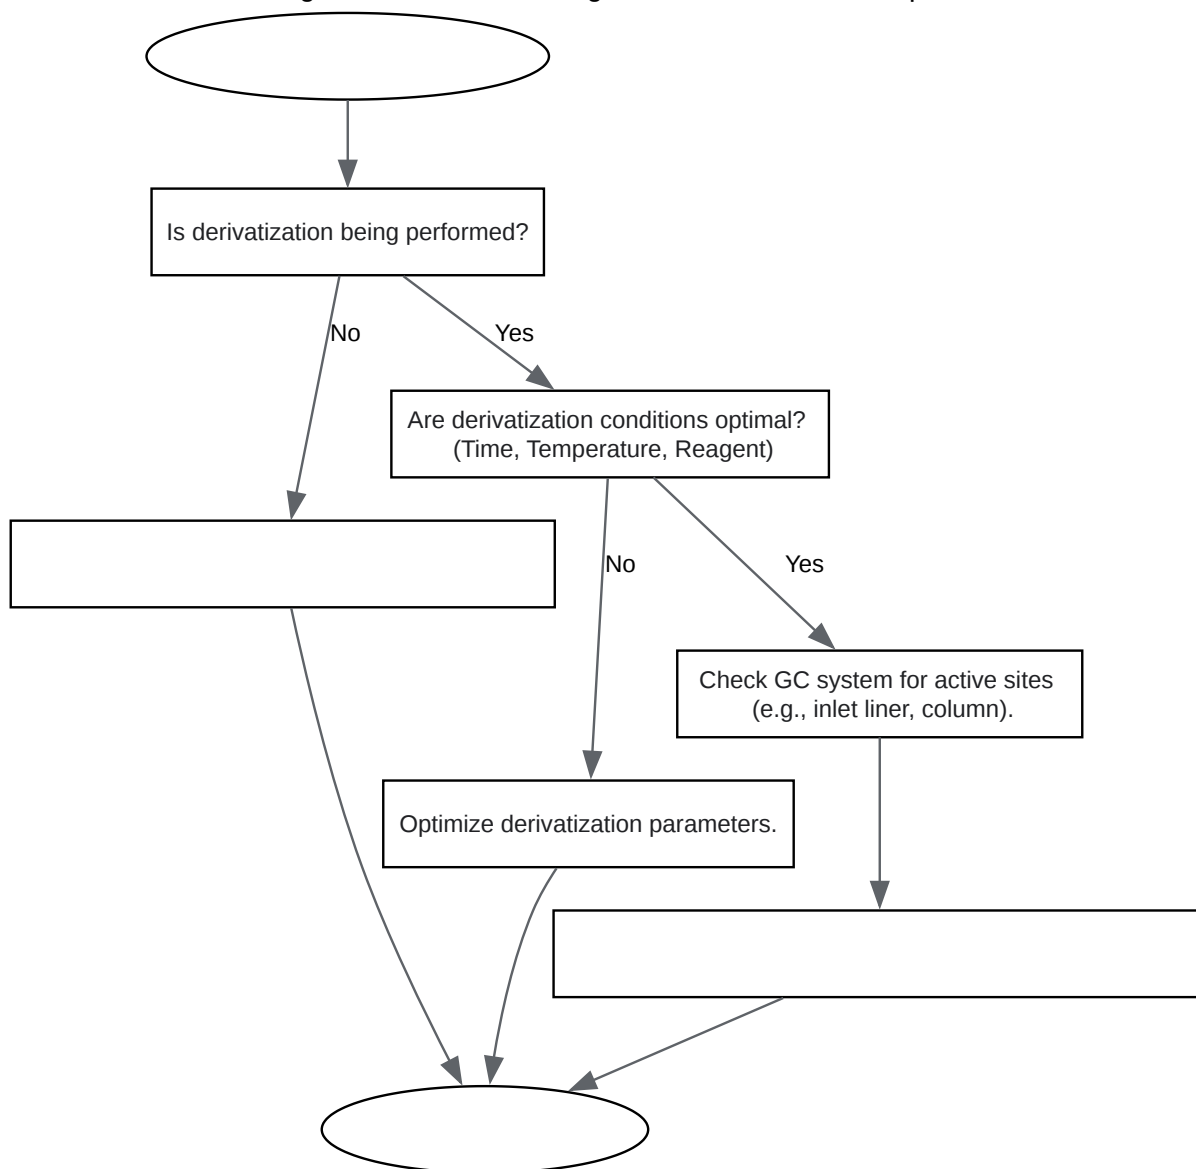 Is derivatization being performed?
No
Yes
Are derivatization conditions optimal?
(Time, Temperature, Reagent)
No
Yes
Check GC system for active sites
(e.g., inlet liner, column).
Optimize derivatization parameters.